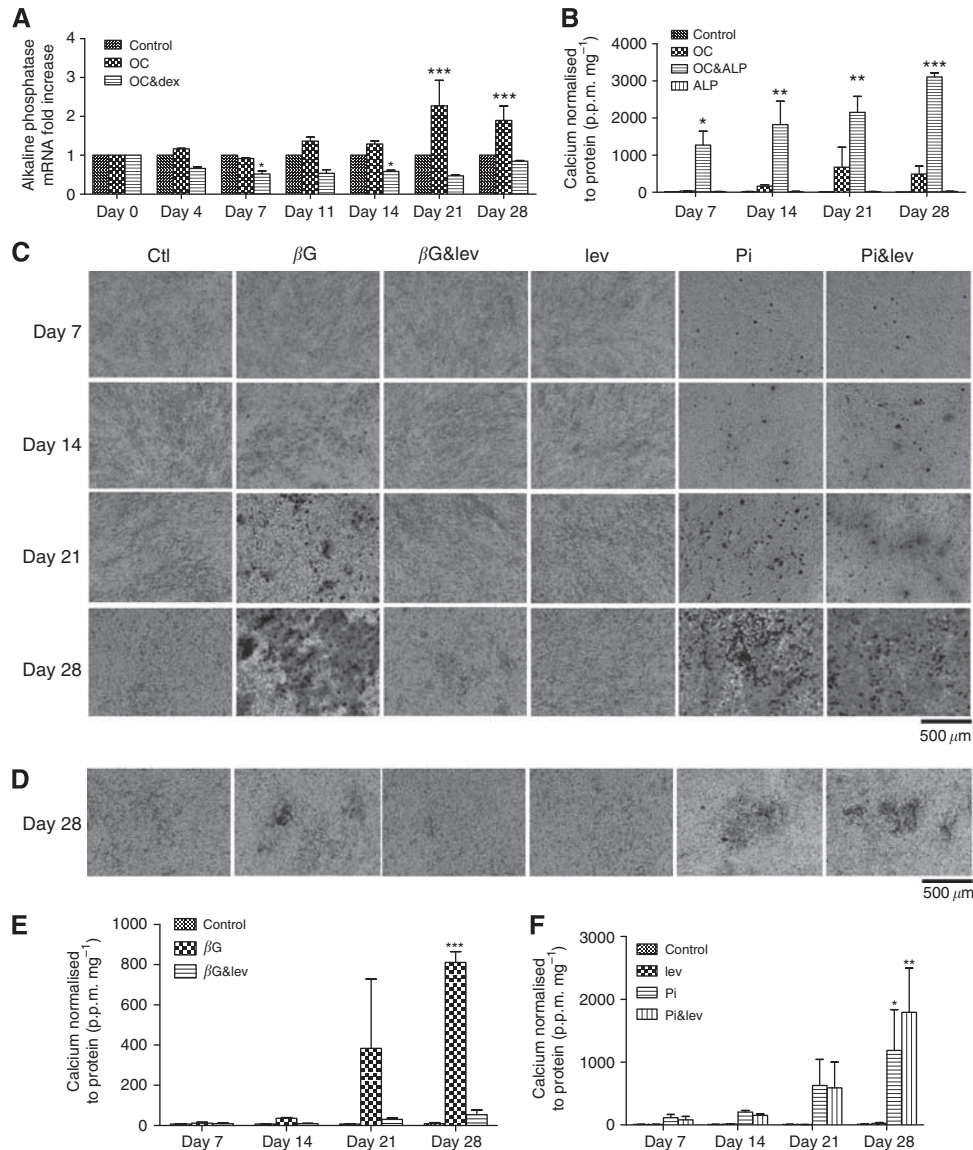 A
Alkaline phosphatase
mRNA fold increase
4
3
2
1
0
Control
OC
OC&dex
*
*
***
***
Day 0 Day 4 Day 7 Day 11 Day 14 Day 21 Day 28
B
Calcium normalised
to protein (p.p.m. mg⁻¹)
4000
3000
2000
1000
0
Control
OC
OC&ALP
ALP
*
**
**
***
Day 7 Day 14 Day 21 Day 28
C
Ctl βG βG&lev lev Pi Pi&lev
Day 7
Day 14
Day 21
Day 28
500 μm
D
Day 28
500 μm
E
Calcium normalised
to protein (p.p.m. mg⁻¹)
1000
800
600
400
200
0
Control
βG
βG&lev
***
Day 7 Day 14 Day 21 Day 28
F
Calcium normalised
to protein (p.p.m. mg⁻¹)
3000
2000
1000
0
Control
lev
Pi
Pi&lev
*
**
Day 7 Day 14 Day 21 Day 28